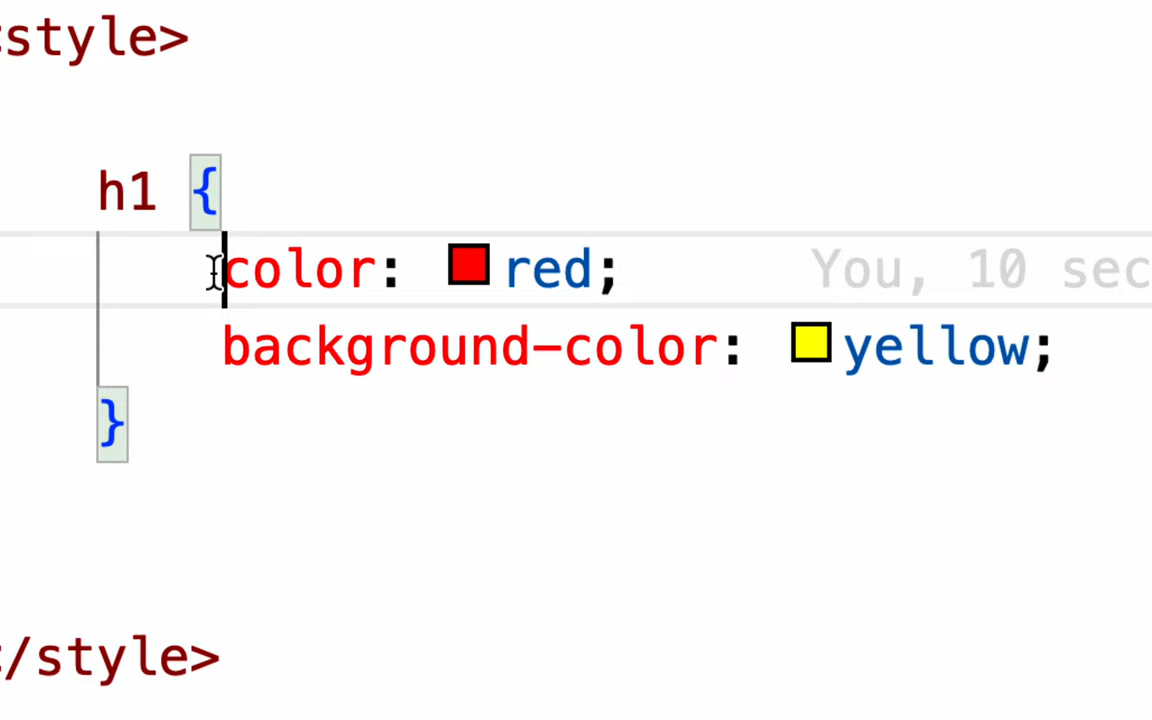 style>
h1 {
color: red; You, 10 sec
background-color: yellow;
}
/style>